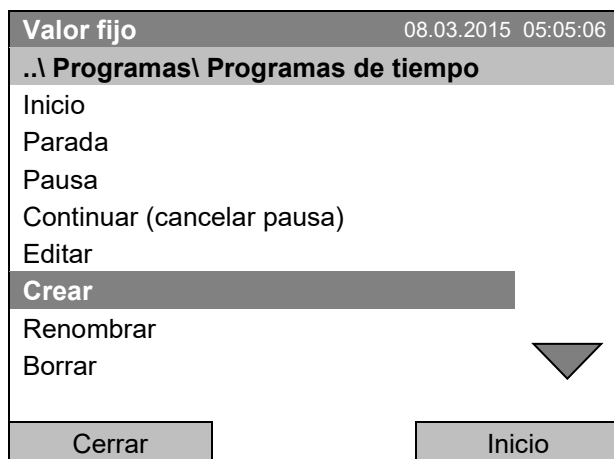 Valor fijo 08.03.2015 05:05:06
..\ Programas\ Programas de tiempo
Inicio
Parada
Pausa
Continuar (cancelar pausa)
Editar
Crear
Renombrar
Borrar
Cerrar Inicio